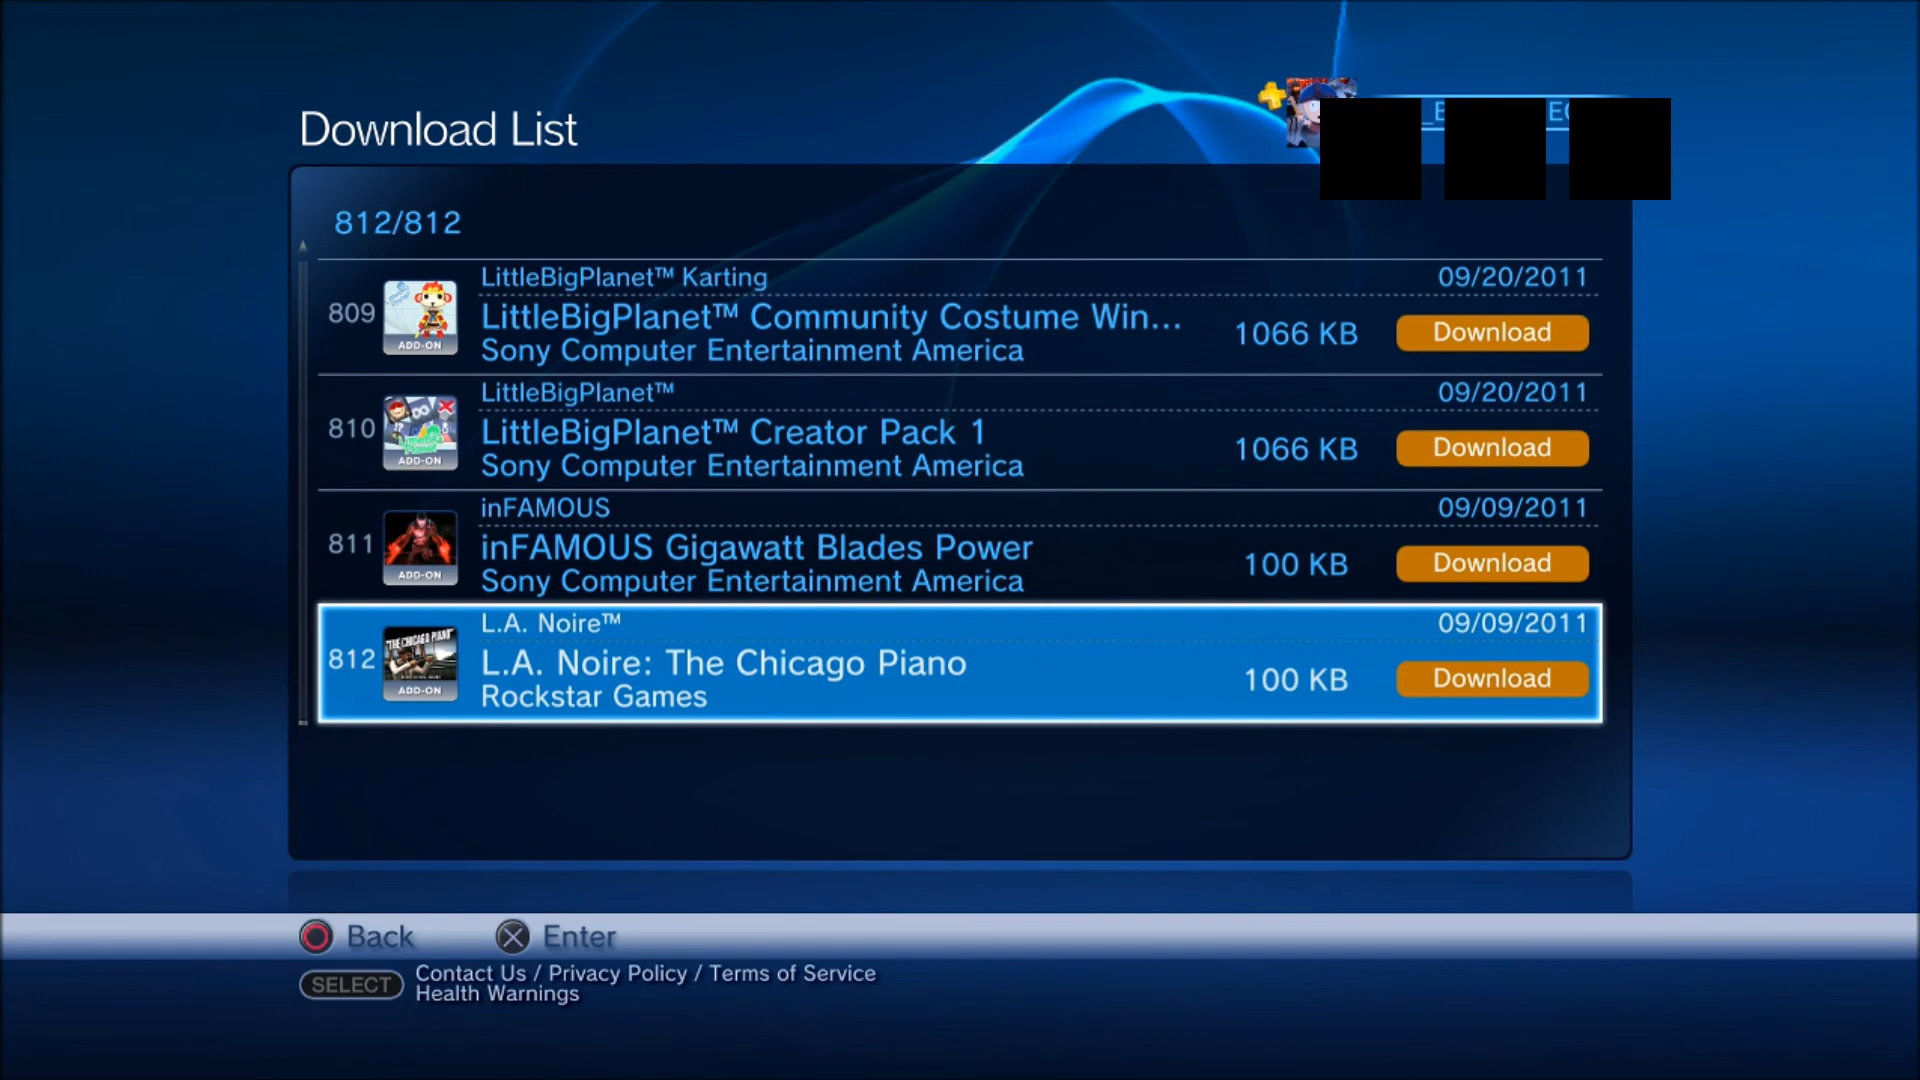 Download List
812/812
LittleBigPlanet™ Karting
09/20/2011
809
ADD-ON
LittleBigPlanet™ Community Costume Win...
Sony Computer Entertainment America
1066 KB
Download
LittleBigPlanet™
09/20/2011
810
ADD-ON
LittleBigPlanet™ Creator Pack 1
Sony Computer Entertainment America
1066 KB
Download
inFAMOUS
09/09/2011
811
ADD-ON
inFAMOUS Gigawatt Blades Power
Sony Computer Entertainment America
100 KB
Download
L.A. Noire™
09/09/2011
812
"THE CHICAGO PIANO"
ADD-ON
L.A. Noire: The Chicago Piano
Rockstar Games
100 KB
Download
Back
Enter
SELECT
Contact Us / Privacy Policy / Terms of Service
Health Warnings